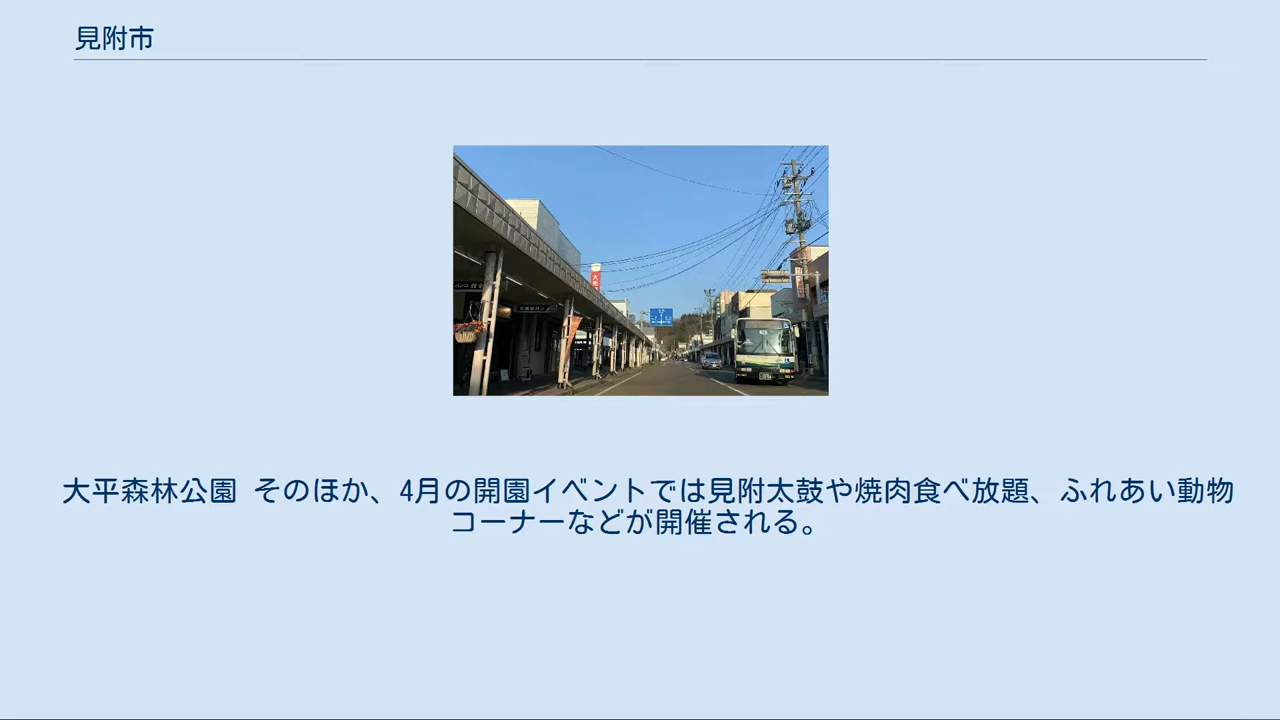 見附市
大平森林公園 そのほか、4月の開園イベントでは見附太鼓や焼肉食べ放題、ふれあい動物
コーナーなどが開催される。